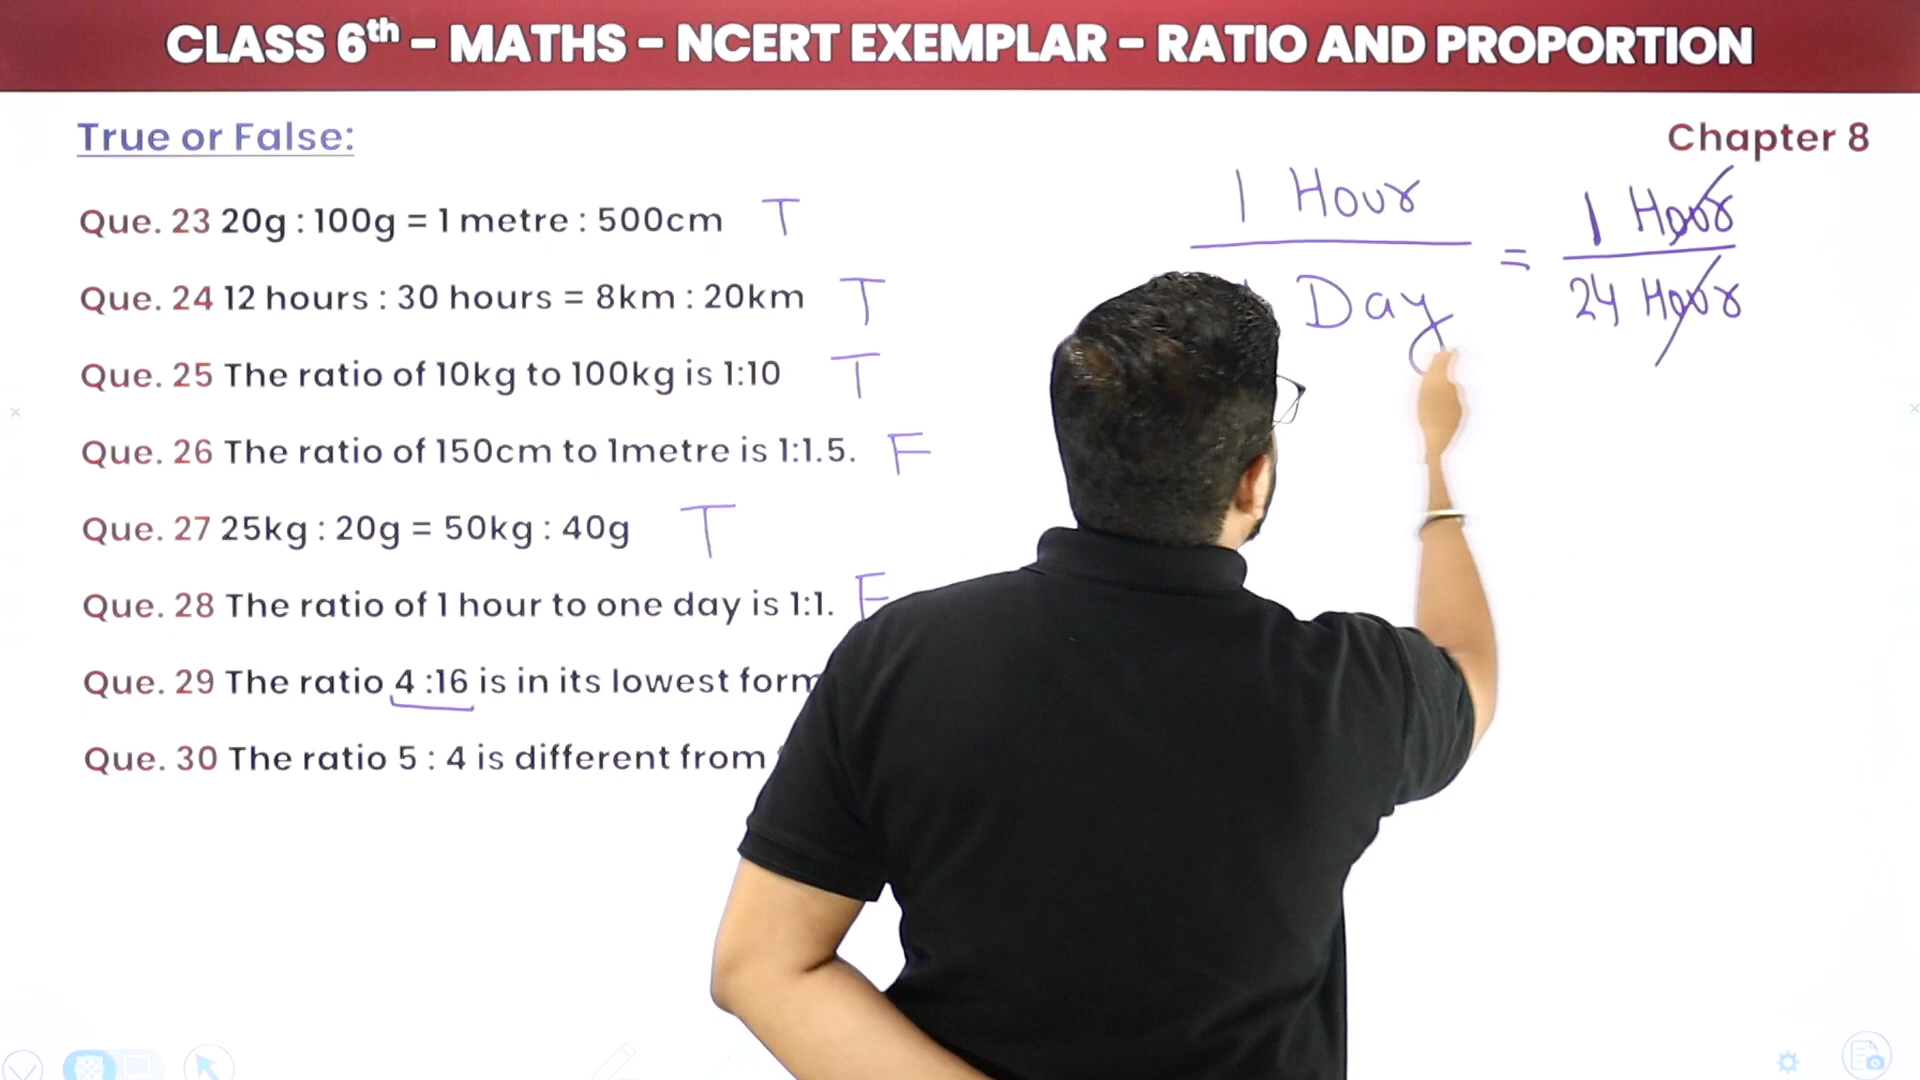 CLASS 6th – MATHS – NCERT EXEMPLAR – RATIO AND PROPORTION
True or False:
Chapter 8
Que. 23 20g : 100g = 1 metre : 500cm T
Que. 24 12 hours : 30 hours = 8km : 20km T
Que. 25 The ratio of 10kg to 100kg is 1:10 T
Que. 26 The ratio of 150cm to 1metre is 1:1.5. F
Que. 27 25kg : 20g = 50kg : 40g T
Que. 28 The ratio of 1 hour to one day is 1:1. F
Que. 29 The ratio 4 :16 is in its lowest form
Que. 30 The ratio 5 : 4 is different from
1 Hour = 1 Hour
Day 24 Hour